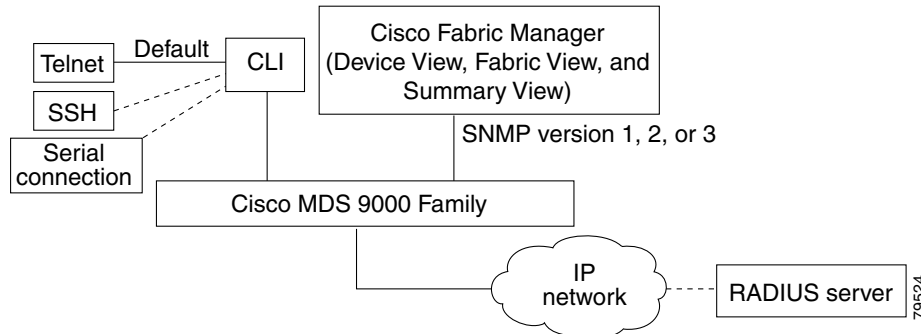 Telnet
Default
CLI
SSH
Serial
connection
Cisco Fabric Manager
(Device View, Fabric View, and
Summary View)
SNMP version 1, 2, or 3
Cisco MDS 9000 Family
IP
network
RADIUS server
79524